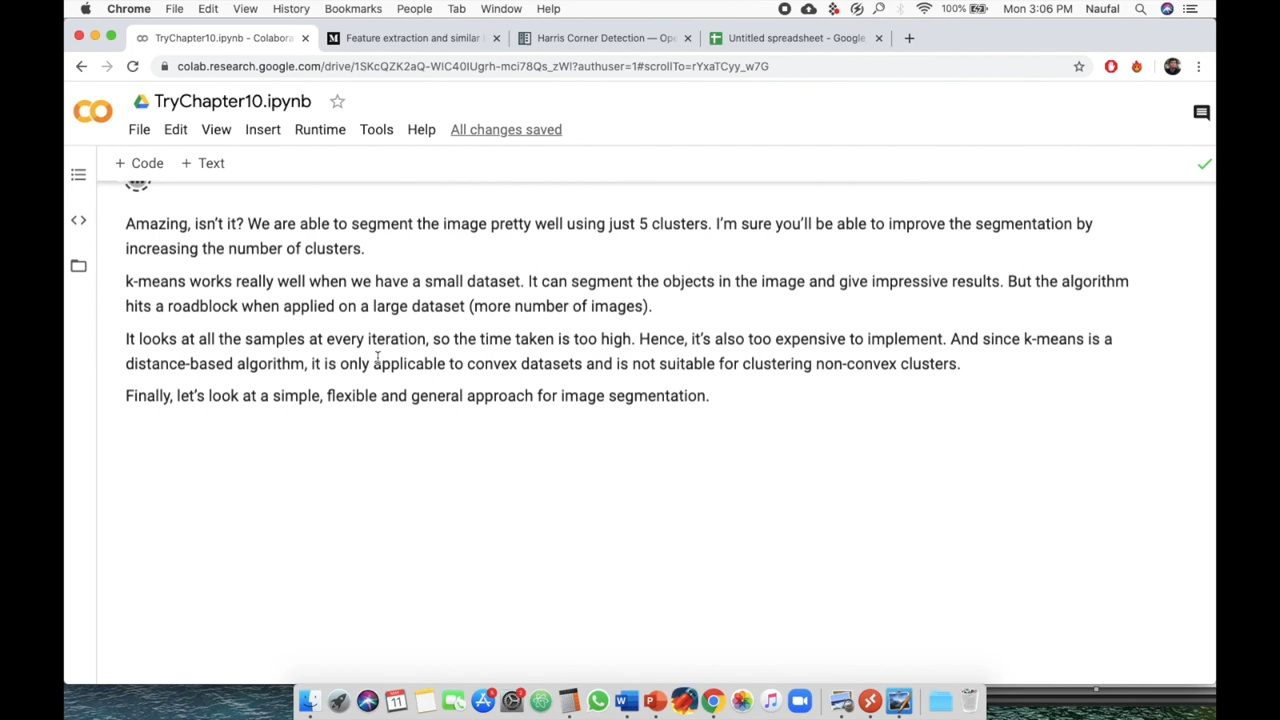 Chrome File Edit View History Bookmarks People Tab Window Help 100% Mon 3:06 PM Naufal
TryChapter10.ipynb - Colabora Feature extraction and similar Harris Corner Detection — Ope Untitled spreadsheet - Google
colab.research.google.com/drive/1SKcQZK2aQ-WIC40IUgrh-mci78Qs_zWl?authuser=1#scrollTo=rYxaTCyy_w7G
TryChapter10.ipynb
File Edit View Insert Runtime Tools Help All changes saved
+ Code + Text
Amazing, isn’t it? We are able to segment the image pretty well using just 5 clusters. I’m sure you’ll be able to improve the segmentation by
increasing the number of clusters.
k-means works really well when we have a small dataset. It can segment the objects in the image and give impressive results. But the algorithm
hits a roadblock when applied on a large dataset (more number of images).
It looks at all the samples at every iteration, so the time taken is too high. Hence, it’s also too expensive to implement. And since k-means is a
distance-based algorithm, it is only applicable to convex datasets and is not suitable for clustering non-convex clusters.
Finally, let’s look at a simple, flexible and general approach for image segmentation.